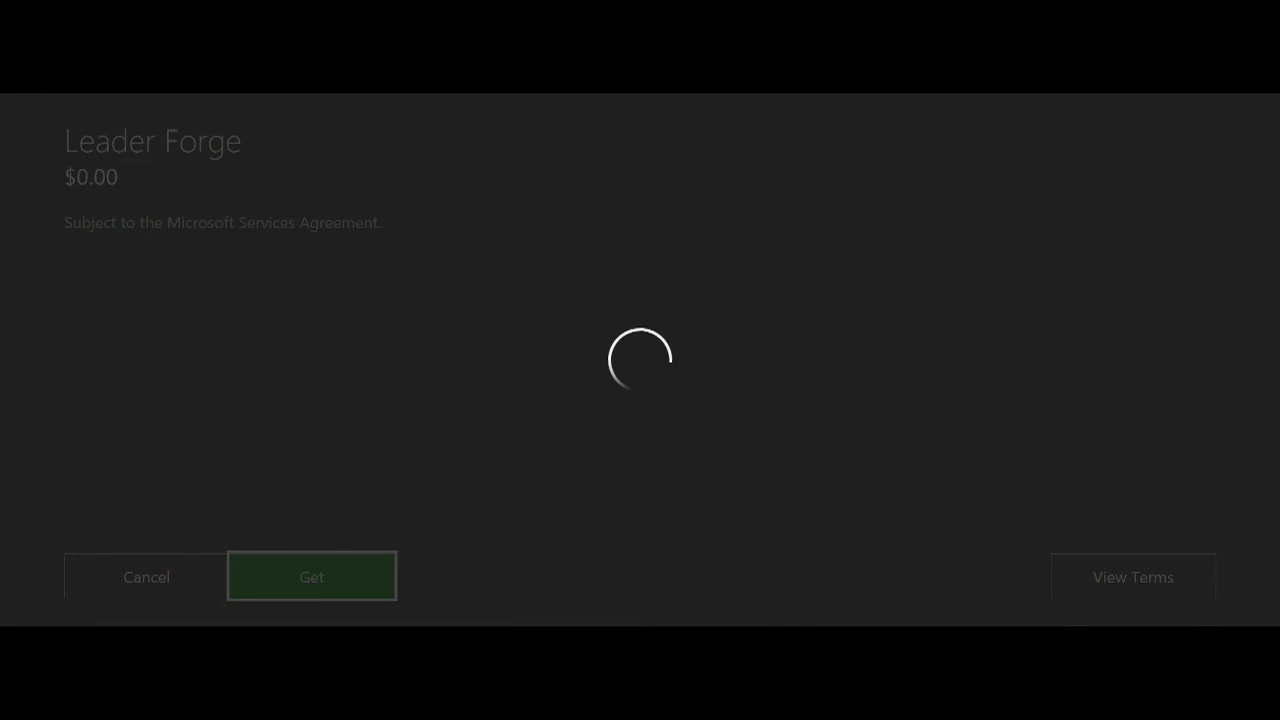 Leader Forge
$0.00
Subject to the Microsoft Services Agreement.
Cancel
Get
View Terms